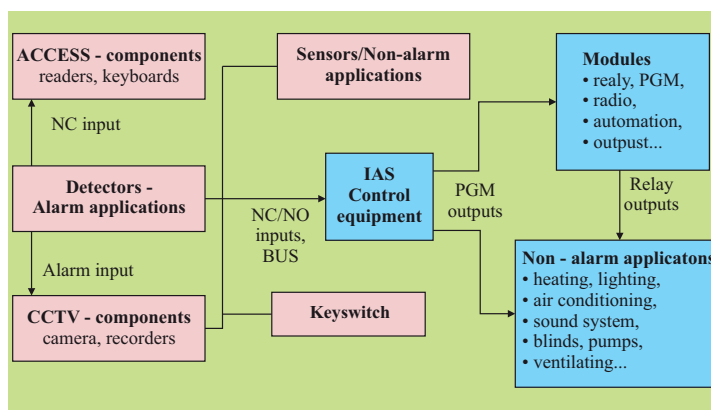 ACCESS - components
readers, keyboards
NC input
Detectors -
Alarm applications
Alarm input
CCTV - components
camera, recorders
Sensors/Non-alarm
applications
NC/NO
inputs,
BUS
Keyswitch
IAS
Control
equipment
PGM
outputs
Modules
• realy, PGM,
• radio,
• automation,
• outpust...
Relay
outputs
Non - alarm applicatons
• heating, lighting,
• air conditioning,
• sound system,
• blinds, pumps,
• ventilating...